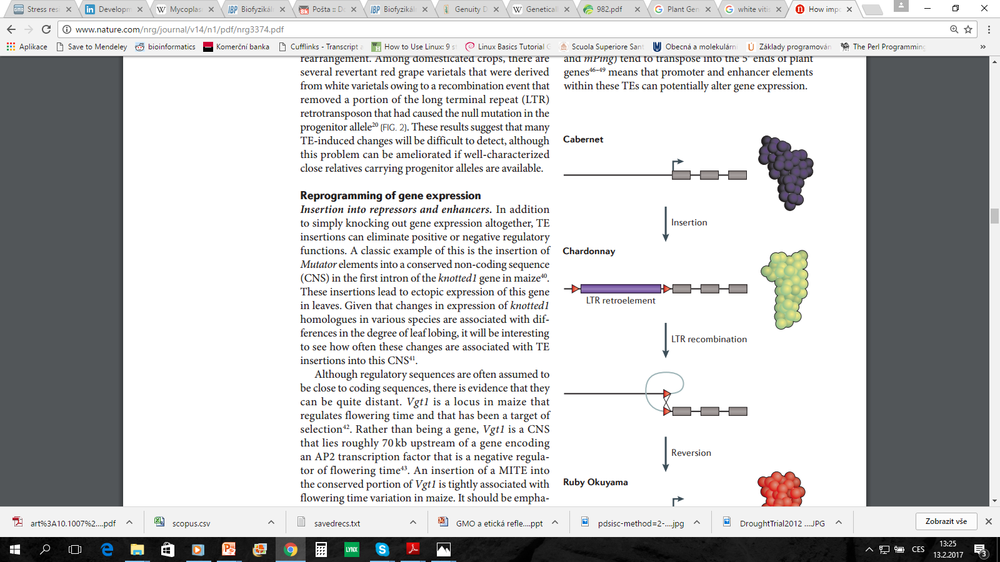 Stress res
Developm
Mycoplas
Biofyzikál
Pošta :: D
Biofyzikál
Genuity D
Genetical
982.pdf
Plant Gen
white vitis
How impo
www.nature.com/nrg/journal/v14/n1/pdf/nrg3374.pdf
Aplikace
Save to Mendeley
bioinformatics
Komerční banka
Cufflinks - Transcript a
How to Use Linux: 9 s
Linux Basics Tutorial
Scuola Superiore Sant
Obecná a molekulárn
Základy programován
The Perl Programming
»
rearrangement. Among domesticated crops, there are
several revertant red grape varietals that were derived
from white varietals owing to a recombination event that
removed a portion of the long terminal repeat (LTR)
retrotransposon that had caused the null mutation in the
progenitor allele²⁰ (FIG. 2). These results suggest that many
TE-induced changes will be difficult to detect, although
this problem can be ameliorated if well-characterized
close relatives carrying progenitor alleles are available.
Reprogramming of gene expression
Insertion into repressors and enhancers. In addition
to simply knocking out gene expression altogether, TE
insertions can eliminate positive or negative regulatory
functions. A classic example of this is the insertion of
Mutator elements into a conserved non-coding sequence
(CNS) in the first intron of the knotted1 gene in maize⁴⁰.
These insertions lead to ectopic expression of this gene
in leaves. Given that changes in expression of knotted1
homologues in various species are associated with dif-
ferences in the degree of leaf lobing, it will be interesting
to see how often these changes are associated with TE
insertions into this CNS⁴¹.
Although regulatory sequences are often assumed to
be close to coding sequences, there is evidence that they
can be quite distant. Vgt1 is a locus in maize that
regulates flowering time and that has been a target of
selection⁴². Rather than being a gene, Vgt1 is a CNS
that lies roughly 70 kb upstream of a gene encoding
an AP2 transcription factor that is a negative regula-
tor of flowering time⁴³. An insertion of a MITE into
the conserved portion of Vgt1 is tightly associated with
flowering time variation in maize. It should be empha-
and mPing) tend to transpose into the 5′ ends of plant
genes⁴⁶⁻⁴⁹ means that promoter and enhancer elements
within these TEs can potentially alter gene expression.
Cabernet
Insertion
Chardonnay
LTR retroelement
LTR recombination
Reversion
Ruby Okuyama
art%3A10.1007%2....pdf
scopus.csv
savedrecs.txt
GMO a etická refle....ppt
pdsisc-method=2-....jpg
DroughtTrial2012 ....JPG
Zobrazit vše
LYNX
CES
13:25
13.2.2017
3